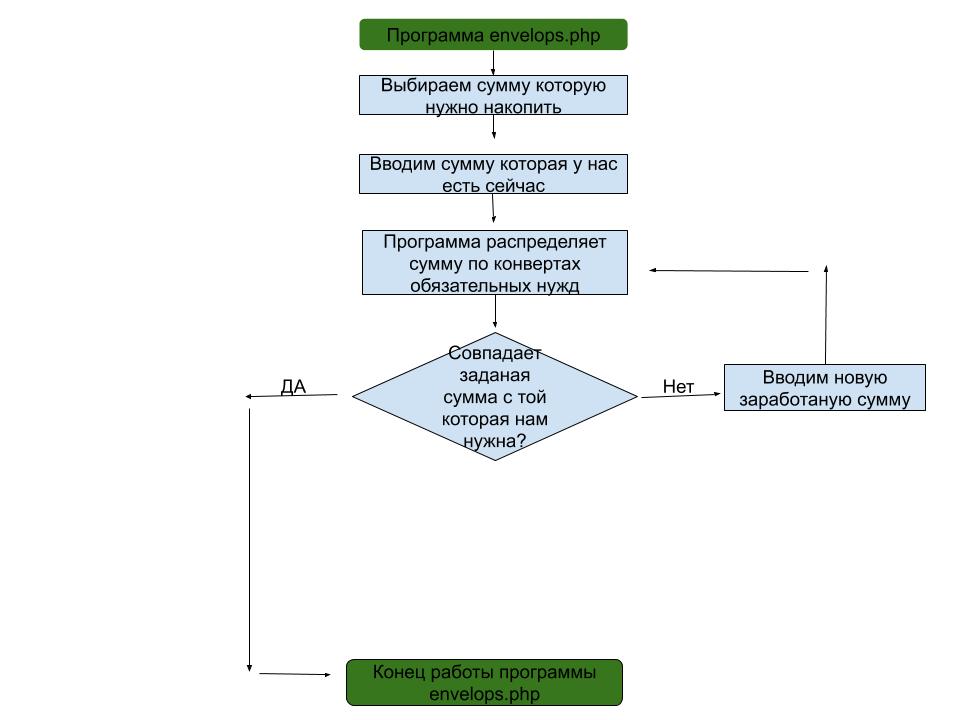 Программа envelops.php
Выбираем сумму которую
нужно накопить
Вводим сумму которая у нас
есть сейчас
Программа распределяет
сумму по конвертах
обязательных нужд
Совпадает
заданая
сумма с той
которая нам
нужна?
ДА
Нет
Вводим новую
заработаную сумму
Конец работы программы
envelops.php